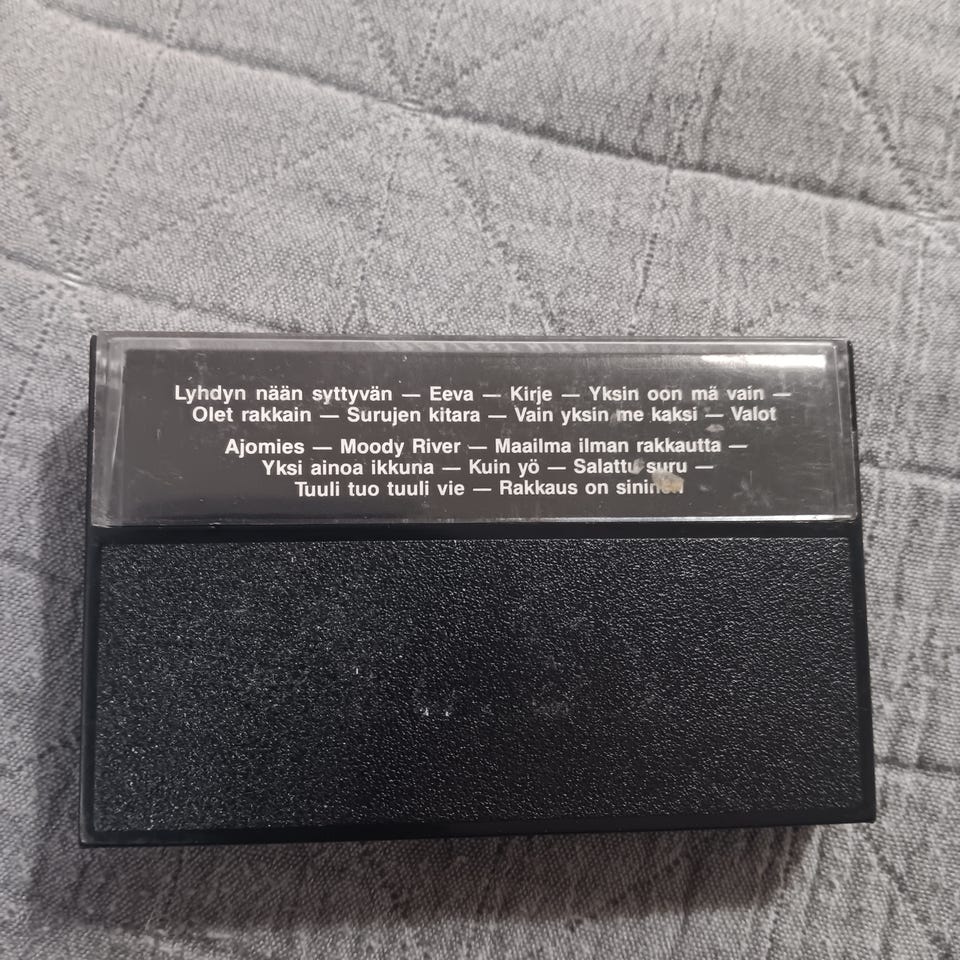 Lyhdyn nään syttyvän — Eeva — Kirje — Yksin oon mä vain —
Olet rakkain — Surujen kitara — Vain yksin me kaksi — Valot
Ajomies — Moody River — Maailma ilman rakkautta —
Yksi ainoa ikkuna — Kuin yö — Salattu suru —
Tuuli tuo tuuli vie — Rakkaus on sininen